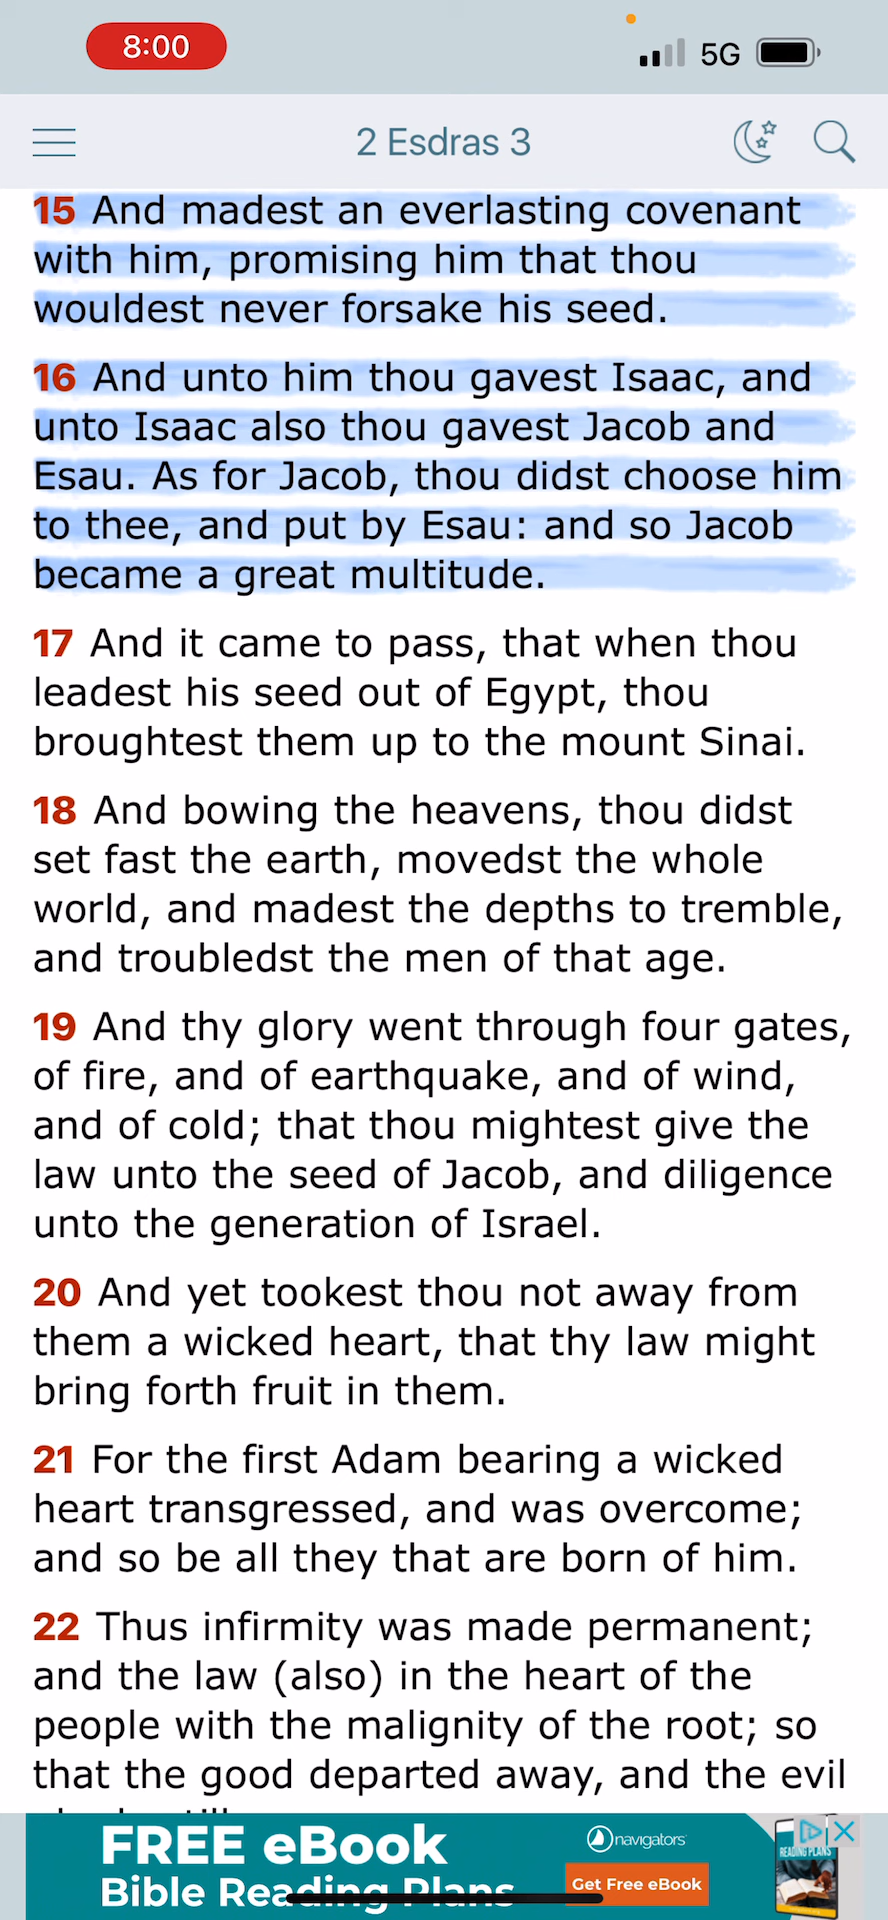 8:00
5G
2 Esdras 3
15 And madest an everlasting covenant
with him, promising him that thou
wouldest never forsake his seed.
16 And unto him thou gavest Isaac, and
unto Isaac also thou gavest Jacob and
Esau. As for Jacob, thou didst choose him
to thee, and put by Esau: and so Jacob
became a great multitude.
17 And it came to pass, that when thou
leadest his seed out of Egypt, thou
broughtest them up to the mount Sinai.
18 And bowing the heavens, thou didst
set fast the earth, movedst the whole
world, and madest the depths to tremble,
and troubledst the men of that age.
19 And thy glory went through four gates,
of fire, and of earthquake, and of wind,
and of cold; that thou mightest give the
law unto the seed of Jacob, and diligence
unto the generation of Israel.
20 And yet tookest thou not away from
them a wicked heart, that thy law might
bring forth fruit in them.
21 For the first Adam bearing a wicked
heart transgressed, and was overcome;
and so be all they that are born of him.
22 Thus infirmity was made permanent;
and the law (also) in the heart of the
people with the malignity of the root; so
that the good departed away, and the evil
FREE eBook
Bible Reading Plans
navigators
Get Free eBook
READING PLANS